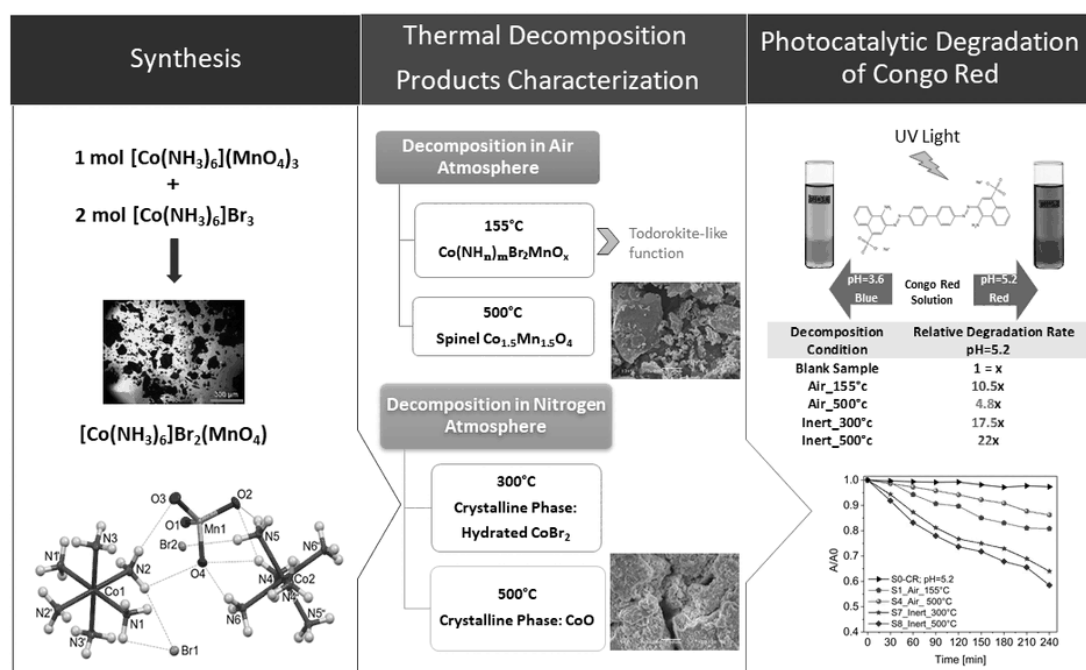 Synthesis
Thermal Decomposition
Products Characterization
Photocatalytic Degradation
of Congo Red
1 mol [Co(NH₃)₆](MnO₄)₃
+
2 mol [Co(NH₃)₆]Br₃
[Co(NH₃)₆]Br₂(MnO₄)
O3
O2
O1
Mn1
N1
N3
Br2
N5
N6"
N2
O4
N4
Co2
Co1
N4"
N6
N2'
N1
N5"
N3'
Br1
Decomposition in Air
Atmosphere
155°C
Co(NHₙ)ₘBr₂MnOₓ
Todorokite-like
function
500°C
Spinel Co₁.₅Mn₁.₅O₄
Decomposition in Nitrogen
Atmosphere
300°C
Crystalline Phase:
Hydrated CoBr₂
500°C
Crystalline Phase: CoO
UV Light
pH=3.6
Blue
Congo Red
Solution
pH=5.2
Red
Decomposition Relative Degradation Rate
Condition pH=5.2
Blank Sample 1 = x
Air_155°c 10.5x
Air_500°c 4.8x
Inert_300°c 17.5x
Inert_500°c 22x
1.0
0.9
0.8
0.7
0.6
0.5
0.4
A/A0
S0-CR; pH=5.2
S1_Air_155°C
S4_Air_ 500°C
S7_Inert_300°C
S8_Inert_500°C
0 30 60 90 120 150 180 210 240
Time [min]